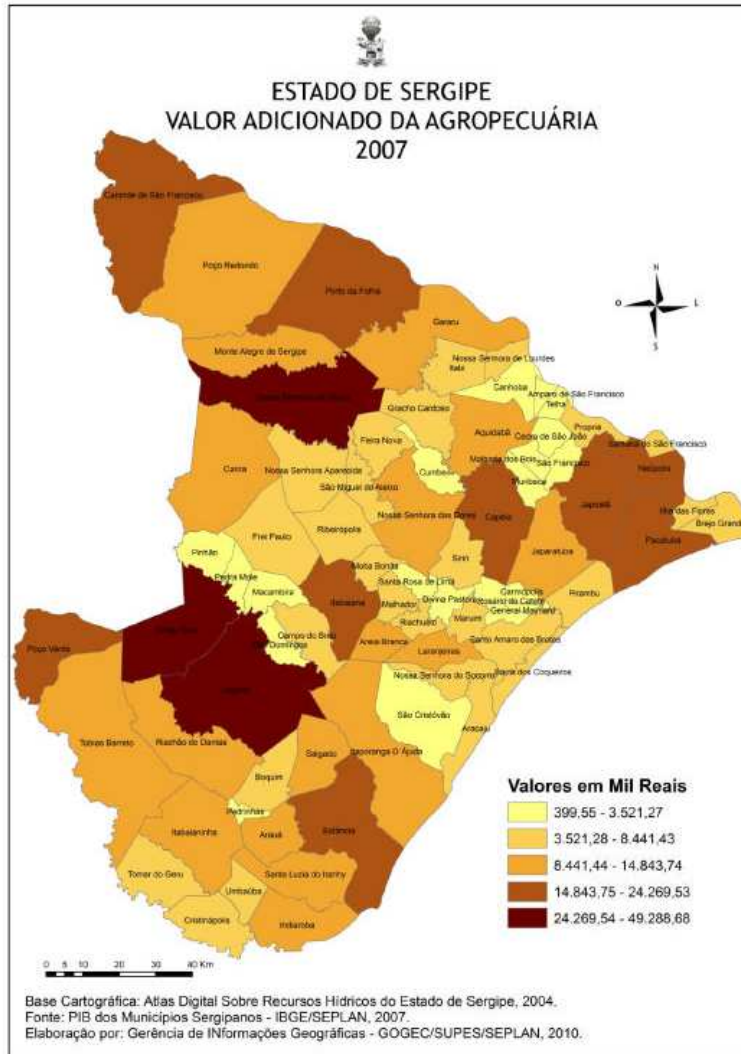 ESTADO DE SERGIPE
VALOR ADICIONADO DA AGROPECUÁRIA
2007
Canindé de São Francisco
Poço Redondo
Porto da Folha
N
O
L
S
Gararu
Monte Alegre de Sergipe
Nossa Senhora de Lourdes
Itabi
Canhoba
Amparo de São Francisco
Telha
Graccho Cardoso
Propria
Aquidabã
Cedro de São João
Santana do São Francisco
Feira Nova
Malhada dos Bois
São Francisco
Neópolis
Carira
Nossa Senhora Aparecida
Cumbe
Muribeca
São Miguel do Aleixo
Japoatã
Ilha das Flores
Nossa Senhora das Dores
Capela
Brejo Grande
Ribeirópolis
Frei Paulo
Pacatuba
Siriri
Japaratuba
Pinhão
Moita Bonita
Pedra Mole
Santa Rosa de Lima
Carmópolis
Pirambu
Macambira
Itabaiana
Malhador
Divina Pastora
Rosário do Catete
General Maynard
Riachuelo
Maruim
Campo do Brito
Santo Amaro das Brotas
São Domingos
Areia Branca
Laranjeiras
Poço Verde
Nossa Senhora do Socorro
Barra dos Coqueiros
São Cristóvão
Aracaju
Tobias Barreto
Riachão do Dantas
Salgado
Itaporanga D'Ajuda
Boquim
Pedrinhas
Estância
Itabaianinha
Arauá
Tomar do Geru
Santa Luzia do Itanhy
Umbaúba
Cristinápolis
Indiaroba
Valores em Mil Reais
399,55 - 3.521,27
3.521,28 - 8.441,43
8.441,44 - 14.843,74
14.843,75 - 24.269,53
24.269,54 - 49.288,68
0 5 10 20 30 40 Km
Base Cartográfica: Atlas Digital Sobre Recursos Hídricos do Estado de Sergipe, 2004.
Fonte: PIB dos Municípios Sergipanos - IBGE/SEPLAN, 2007.
Elaboração por: Gerência de INformações Geográficas - GOGEC/SUPES/SEPLAN, 2010.